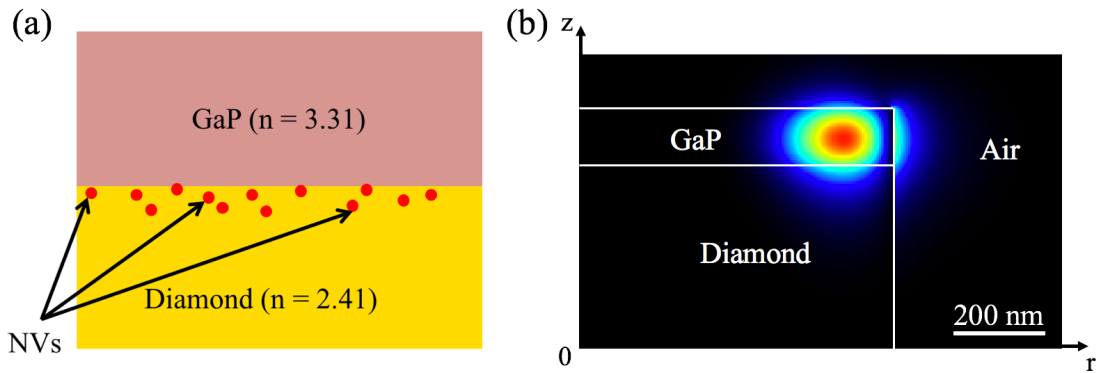 (a)
GaP (n = 3.31)
Diamond (n = 2.41)
NVs
(b)
z
GaP
Air
Diamond
200 nm
0
r